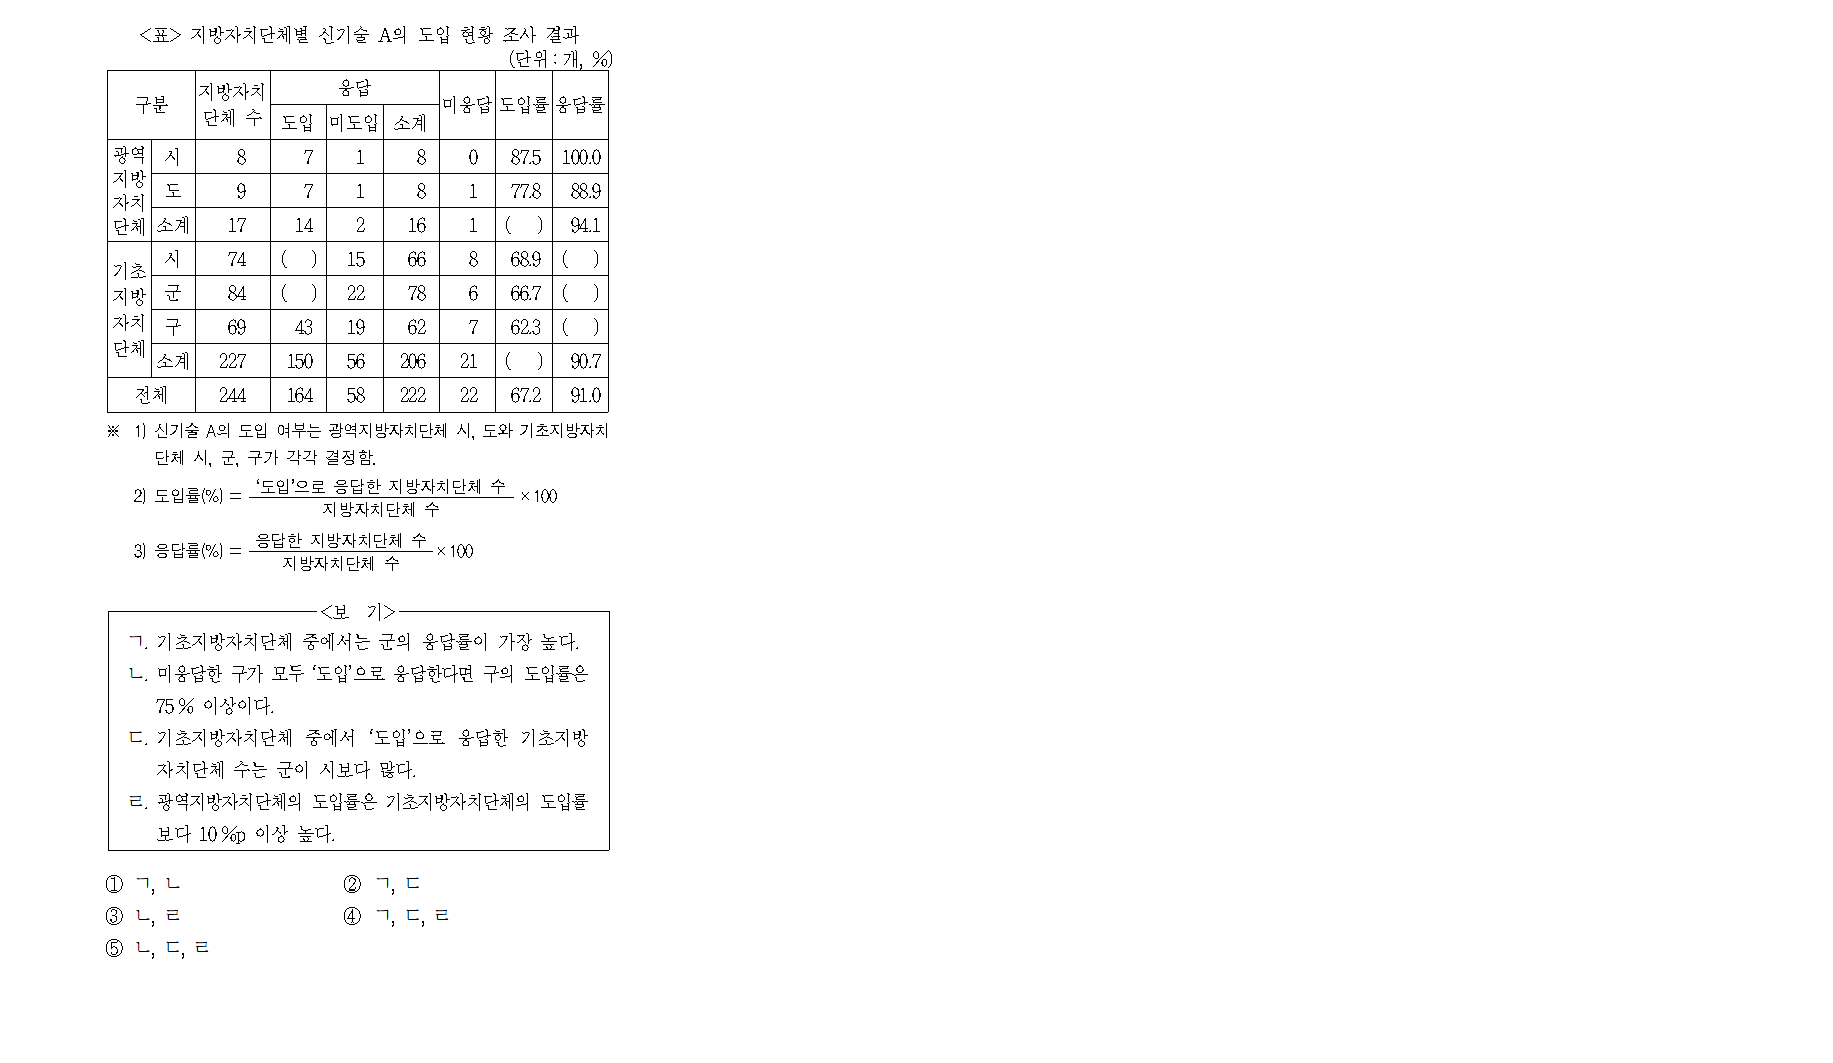 <표> 지방자치단체별 신기술 A의 도입 현황 조사 결과
(단위 : 개, %)
구분 지방자치 단체 수 응답 미응답 도입률 응답률
도입 미도입 소계
광역 지방 자치 단체
시 8 7 1 8 0 87.5 100.0
도 9 7 1 8 1 77.8 88.9
소계 17 14 2 16 1 ( ) 94.1
기초 지방 자치 단체
시 74 ( ) 15 66 8 68.9 ( )
군 84 ( ) 22 78 6 66.7 ( )
구 69 43 19 62 7 62.3 ( )
소계 227 150 56 206 21 ( ) 90.7
전체 244 164 58 222 22 67.2 91.0
※ 1) 신기술 A의 도입 여부는 광역지방자치단체 시, 도와 기초지방자치
단체 시, 군, 구가 각각 결정함.
2) 도입률(%) = '도입'으로 응답한 지방자치단체 수 / 지방자치단체 수 × 100
3) 응답률(%) = 응답한 지방자치단체 수 / 지방자치단체 수 × 100
<보 기>
ㄱ. 기초지방자치단체 중에서는 군의 응답률이 가장 높다.
ㄴ. 미응답한 구가 모두 '도입'으로 응답한다면 구의 도입률은
75 % 이상이다.
ㄷ. 기초지방자치단체 중에서 '도입'으로 응답한 기초지방
자치단체 수는 군이 시보다 많다.
ㄹ. 광역지방자치단체의 도입률은 기초지방자치단체의 도입률
보다 10 %p 이상 높다.
① ㄱ, ㄴ ② ㄱ, ㄷ
③ ㄴ, ㄹ ④ ㄱ, ㄷ, ㄹ
⑤ ㄴ, ㄷ, ㄹ